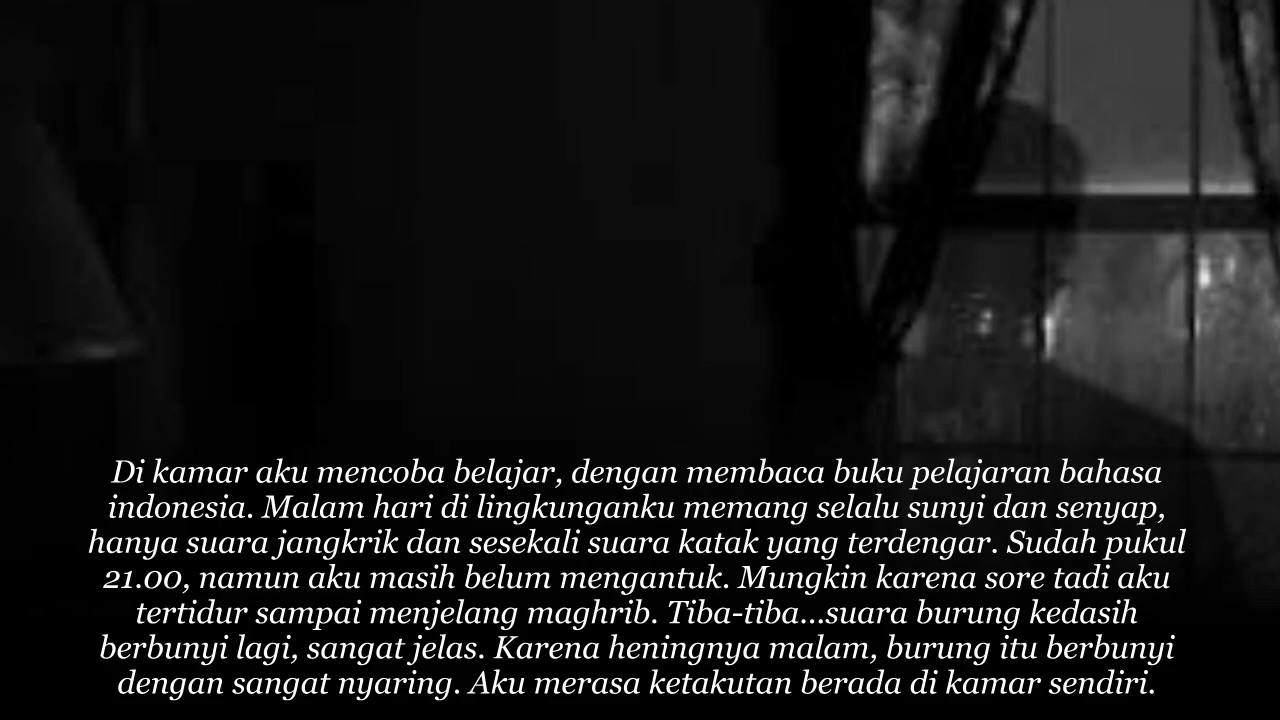 Di kamar aku mencoba belajar, dengan membaca buku pelajaran bahasa
indonesia. Malam hari di lingkunganku memang selalu sunyi dan senyap,
hanya suara jangkrik dan sesekali suara katak yang terdengar. Sudah pukul
21.00, namun aku masih belum mengantuk. Mungkin karena sore tadi aku
tertidur sampai menjelang maghrib. Tiba-tiba...suara burung kedasih
berbunyi lagi, sangat jelas. Karena heningnya malam, burung itu berbunyi
dengan sangat nyaring. Aku merasa ketakutan berada di kamar sendiri.